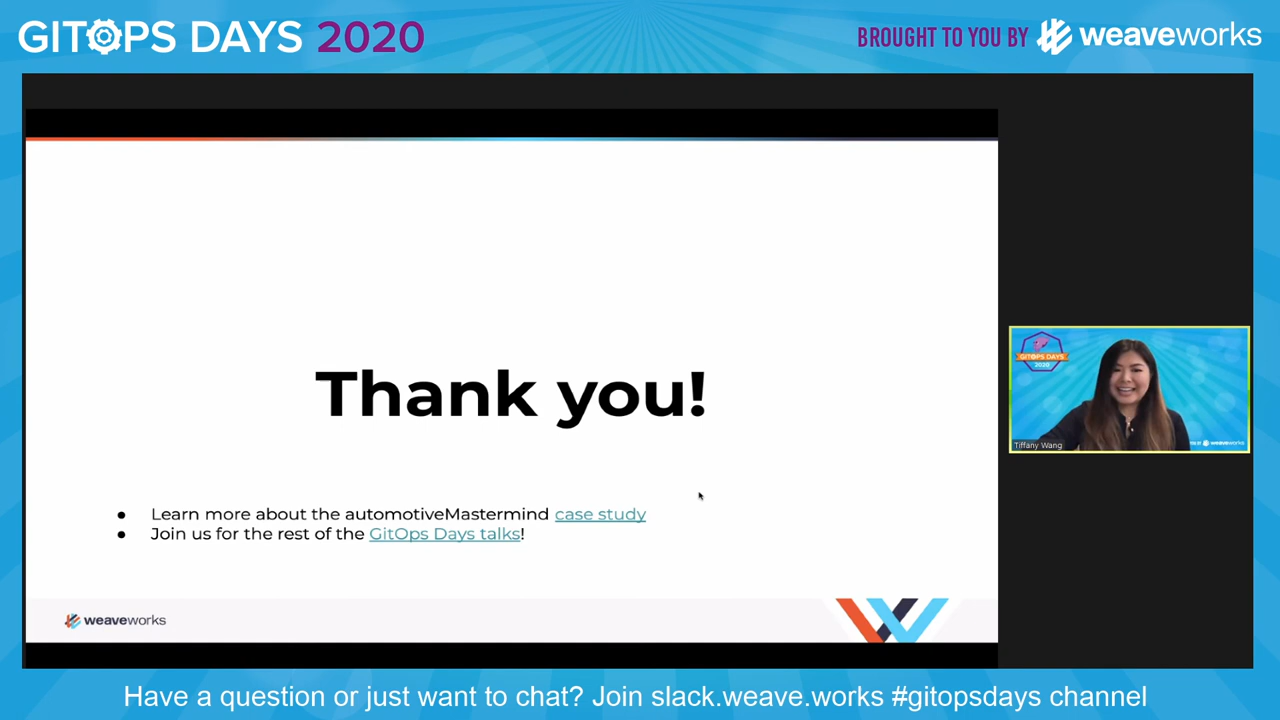 GITOPS DAYS 2020
BROUGHT TO YOU BY weaveworks
Thank you!
GITOPS DAYS
2020
Tiffany Wang
BY weaveworks
● Learn more about the automotiveMastermind case study
● Join us for the rest of the GitOps Days talks!
weaveworks
Have a question or just want to chat? Join slack.weave.works #gitopsdays channel